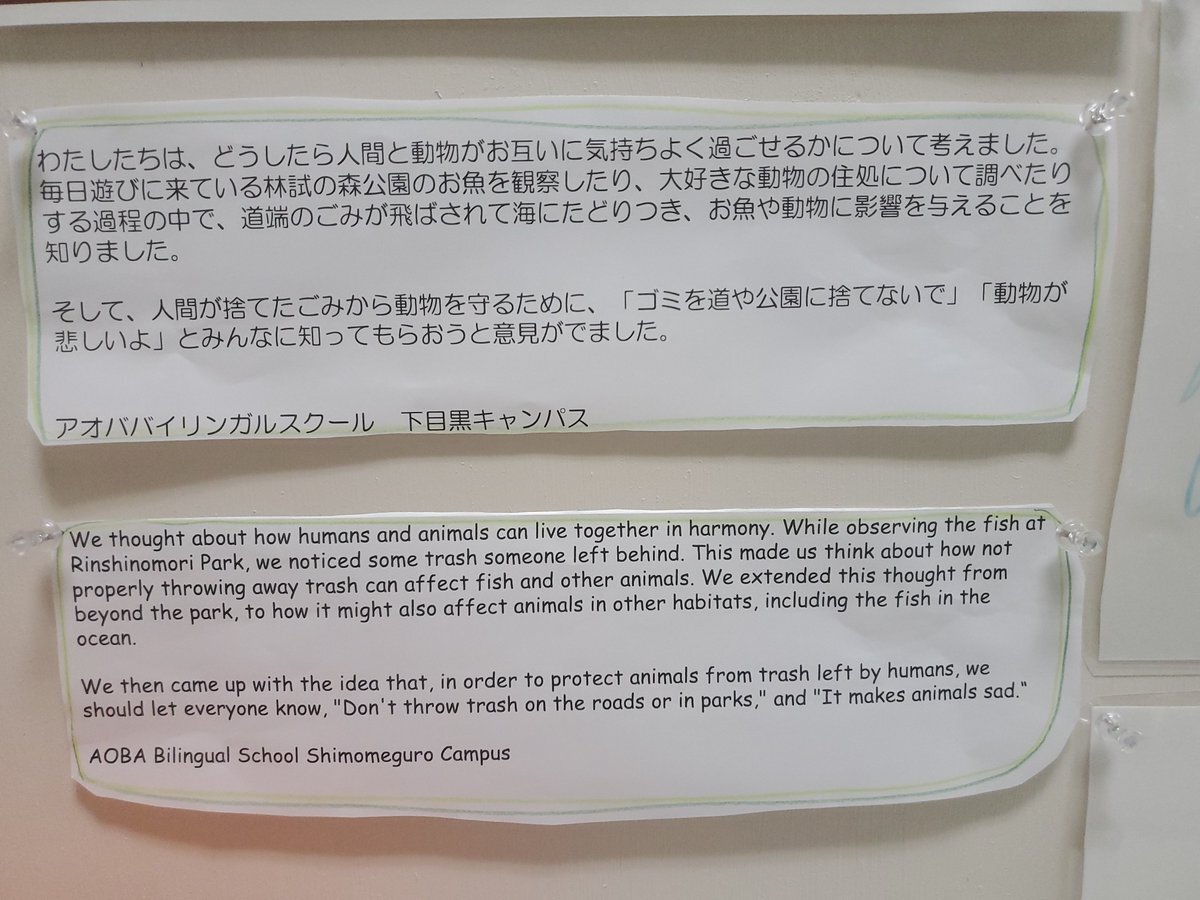 わたしたちは、どうしたら人間と動物がお互いに気持ちよく過ごせるかについて考えました。
毎日遊びに来ている林試の森公園のお魚を観察したり、大好きな動物の住処について調べたり
する過程の中で、道端のごみが飛ばされて海にたどりつき、お魚や動物に影響を与えることを
知りました。
そして、人間が捨てたごみから動物を守るために、「ゴミを道や公園に捨てないで」「動物が
悲しいよ」とみんなに知ってもらおうと意見がでました。
アオババイリンガルスクール　下目黒キャンパス
We thought about how humans and animals can live together in harmony. While observing the fish at
Rinshinomori Park, we noticed some trash someone left behind. This made us think about how not
properly throwing away trash can affect fish and other animals. We extended this thought from
beyond the park, to how it might also affect animals in other habitats, including the fish in the
ocean.
We then came up with the idea that, in order to protect animals from trash left by humans, we
should let everyone know, "Don't throw trash on the roads or in parks," and "It makes animals sad."
AOBA Bilingual School Shimomeguro Campus